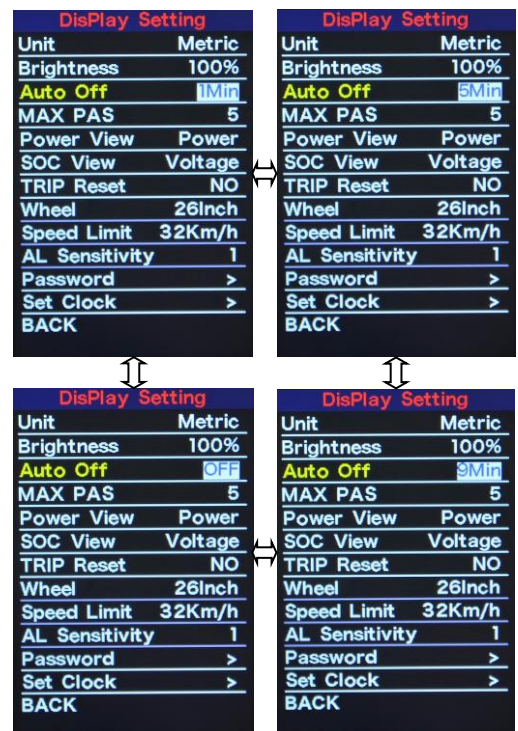 DisPlay Setting
Unit Metric
Brightness 100%
Auto Off 1Min
MAX PAS 5
Power View Power
SOC View Voltage
TRIP Reset NO
Wheel 26Inch
Speed Limit 32Km/h
AL Sensitivity 1
Password >
Set Clock >
BACK
DisPlay Setting
Unit Metric
Brightness 100%
Auto Off 5Min
MAX PAS 5
Power View Power
SOC View Voltage
TRIP Reset NO
Wheel 26Inch
Speed Limit 32Km/h
AL Sensitivity 1
Password >
Set Clock >
BACK
DisPlay Setting
Unit Metric
Brightness 100%
Auto Off OFF
MAX PAS 5
Power View Power
SOC View Voltage
TRIP Reset NO
Wheel 26Inch
Speed Limit 32Km/h
AL Sensitivity 1
Password >
Set Clock >
BACK
DisPlay Setting
Unit Metric
Brightness 100%
Auto Off 9Min
MAX PAS 5
Power View Power
SOC View Voltage
TRIP Reset NO
Wheel 26Inch
Speed Limit 32Km/h
AL Sensitivity 1
Password >
Set Clock >
BACK